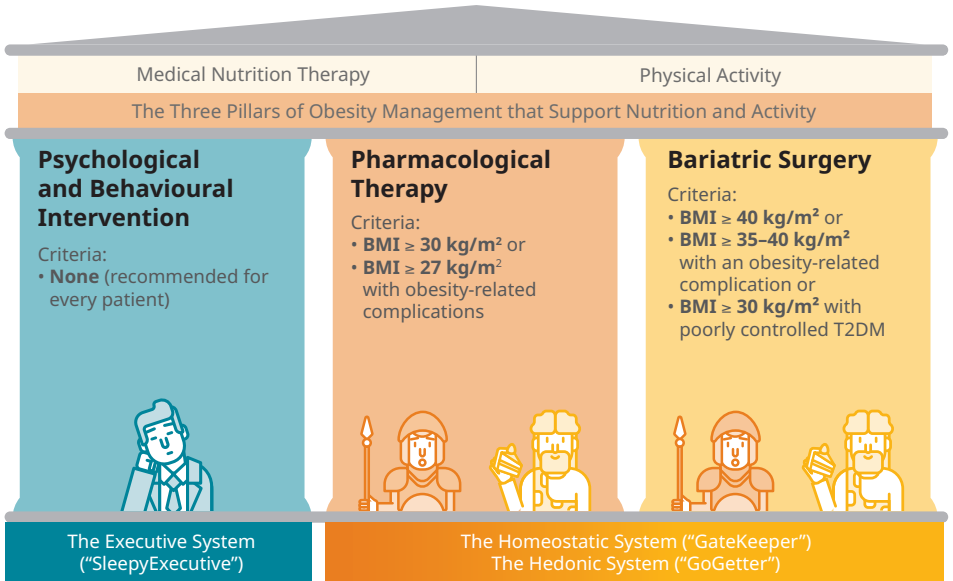 Medical Nutrition Therapy
Physical Activity
The Three Pillars of Obesity Management that Support Nutrition and Activity
Psychological
and Behavioural
Intervention
Criteria:
• None (recommended for
every patient)
Pharmacological
Therapy
Criteria:
• BMI ≥ 30 kg/m² or
• BMI ≥ 27 kg/m²
with obesity-related
complications
Bariatric Surgery
Criteria:
• BMI ≥ 40 kg/m² or
• BMI ≥ 35–40 kg/m²
with an obesity-related
complication or
• BMI ≥ 30 kg/m² with
poorly controlled T2DM
The Executive System
(“SleepyExecutive”)
The Homeostatic System (“GateKeeper”)
The Hedonic System (“GoGetter”)